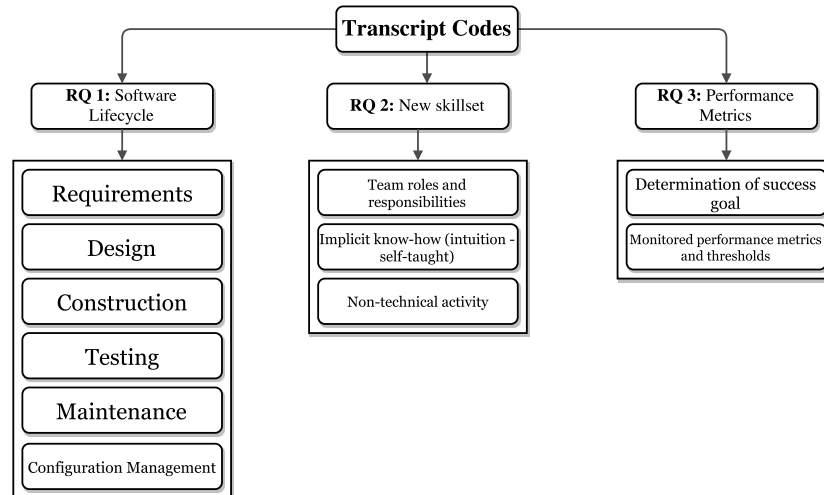 Transcript Codes
RQ 1: Software
Lifecycle
RQ 2: New skillset
RQ 3: Performance
Metrics
Requirements
Design
Construction
Testing
Maintenance
Configuration Management
Team roles and
responsibilities
Implicit know-how (intuition -
self-taught)
Non-technical activity
Determination of success
goal
Monitored performance metrics
and thresholds